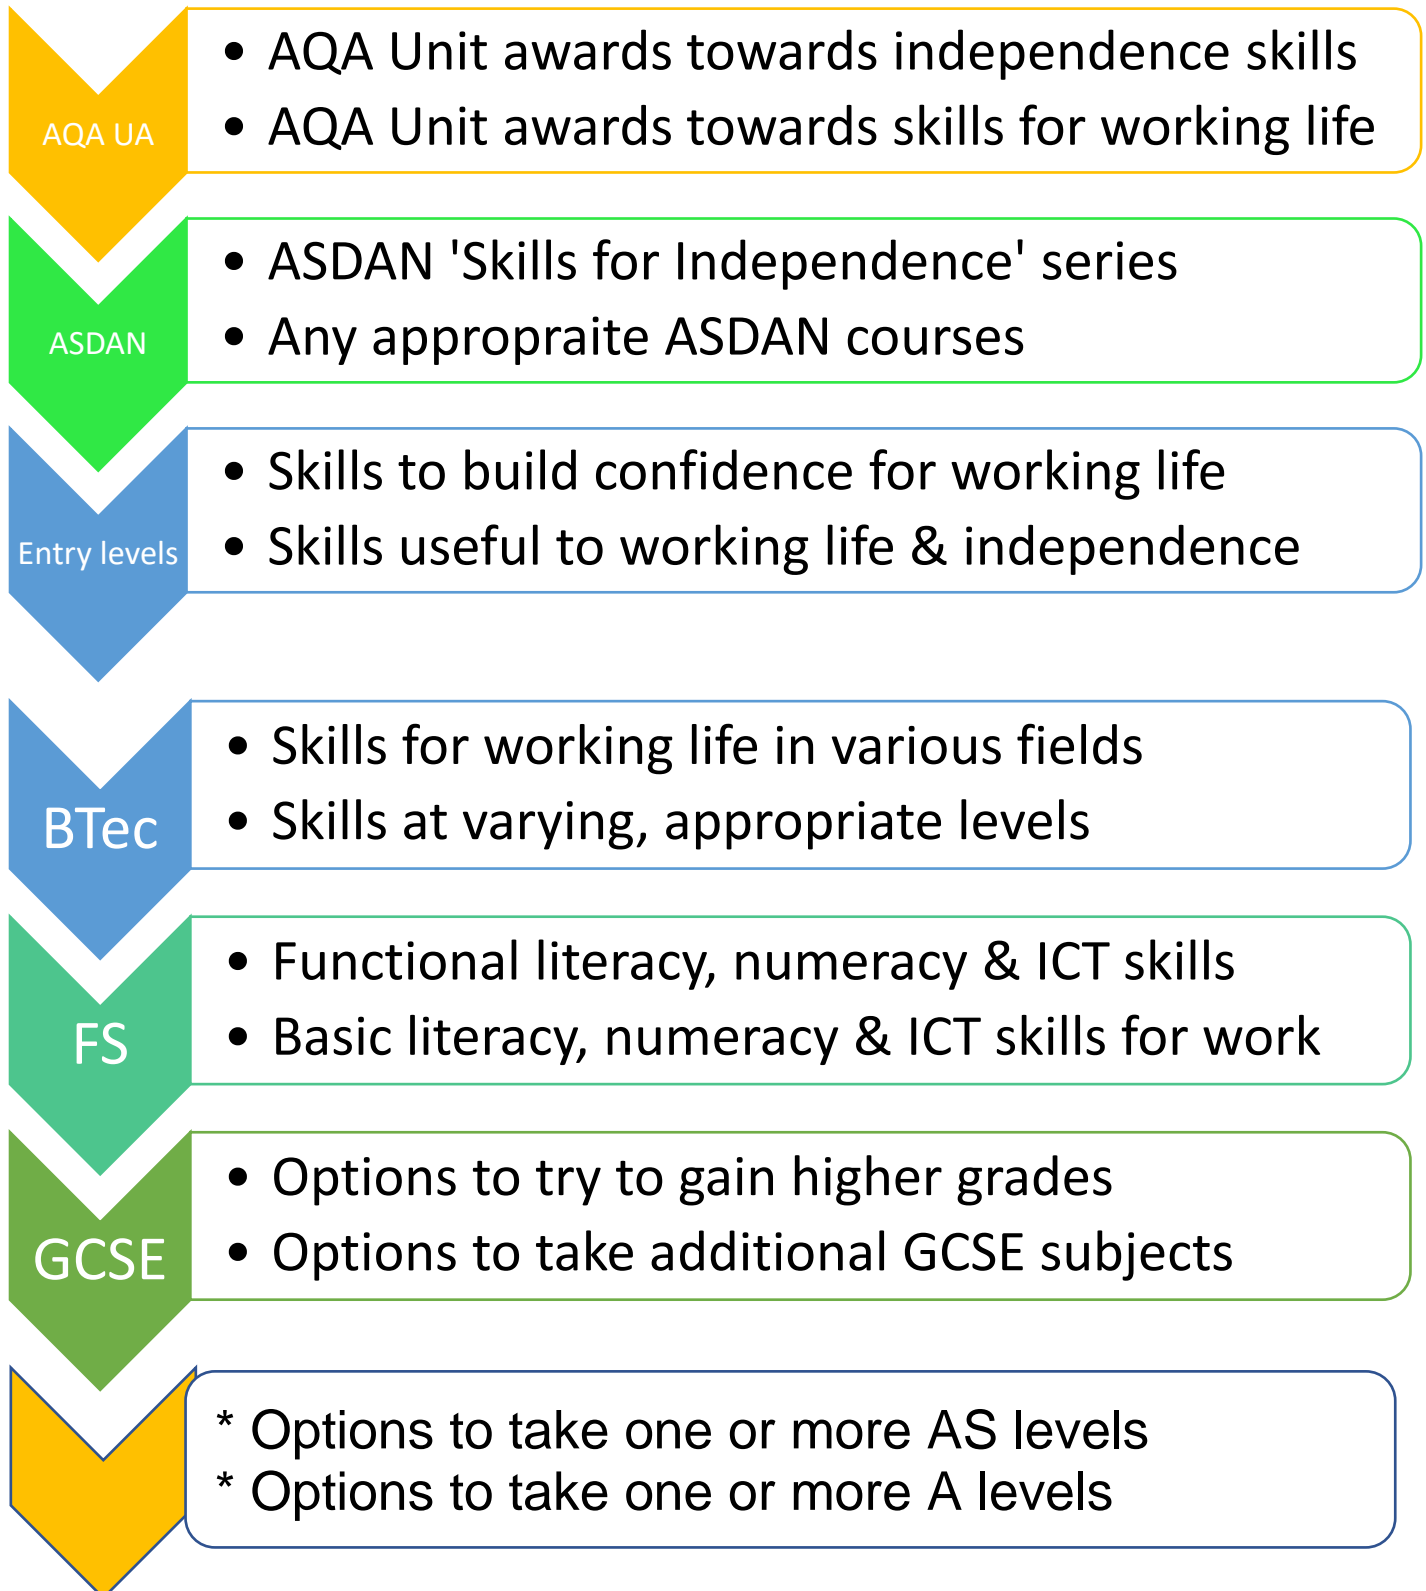 AQA UA
• AQA Unit awards towards independence skills
• AQA Unit awards towards skills for working life
ASDAN
• ASDAN 'Skills for Independence' series
• Any appropraite ASDAN courses
Entry levels
• Skills to build confidence for working life
• Skills useful to working life & independence
BTec
• Skills for working life in various fields
• Skills at varying, appropriate levels
FS
• Functional literacy, numeracy & ICT skills
• Basic literacy, numeracy & ICT skills for work
GCSE
• Options to try to gain higher grades
• Options to take additional GCSE subjects
* Options to take one or more AS levels
* Options to take one or more A levels